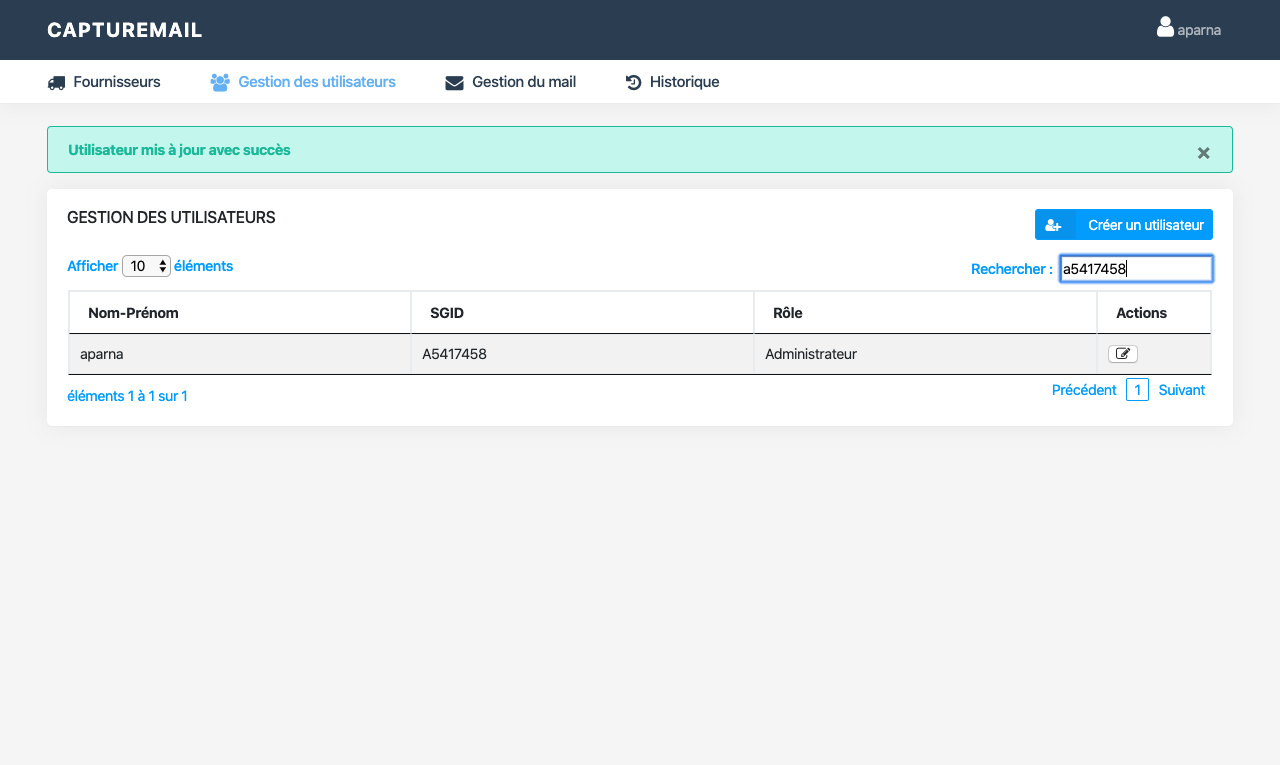 CAPTUREMAIL
aparna
Fournisseurs Gestion des utilisateurs Gestion du mail Historique
Utilisateur mis à jour avec succès ×
GESTION DES UTILISATEURS
Créer un utilisateur
Afficher 10 éléments
Rechercher : a5417458
Nom-Prénom SGID Rôle Actions
aparna A5417458 Administrateur
éléments 1 à 1 sur 1
Précédent 1 Suivant